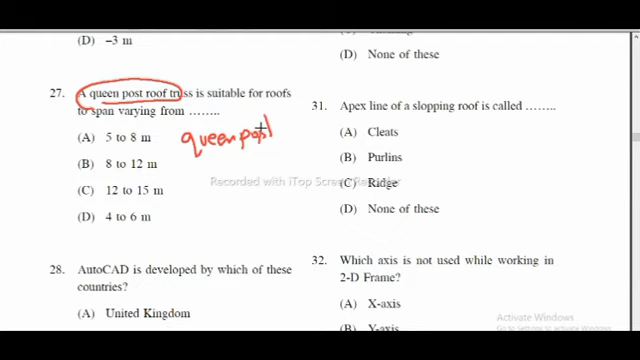 (D) –3 m
27. A queen post roof truss is suitable for roofs
to span varying from ........
(A) 5 to 8 m
(B) 8 to 12 m
(C) 12 to 15 m
(D) 4 to 6 m
queen post
28. AutoCAD is developed by which of these
countries?
(A) United Kingdom
(D) None of these
31. Apex line of a slopping roof is called ........
(A) Cleats
(B) Purlins
(C) Ridge
(D) None of these
32. Which axis is not used while working in
2-D Frame?
(A) X-axis
(B) Y-axis
Recorded with iTop Screen Recorder
Activate Windows
Go to Settings to activate Windows.